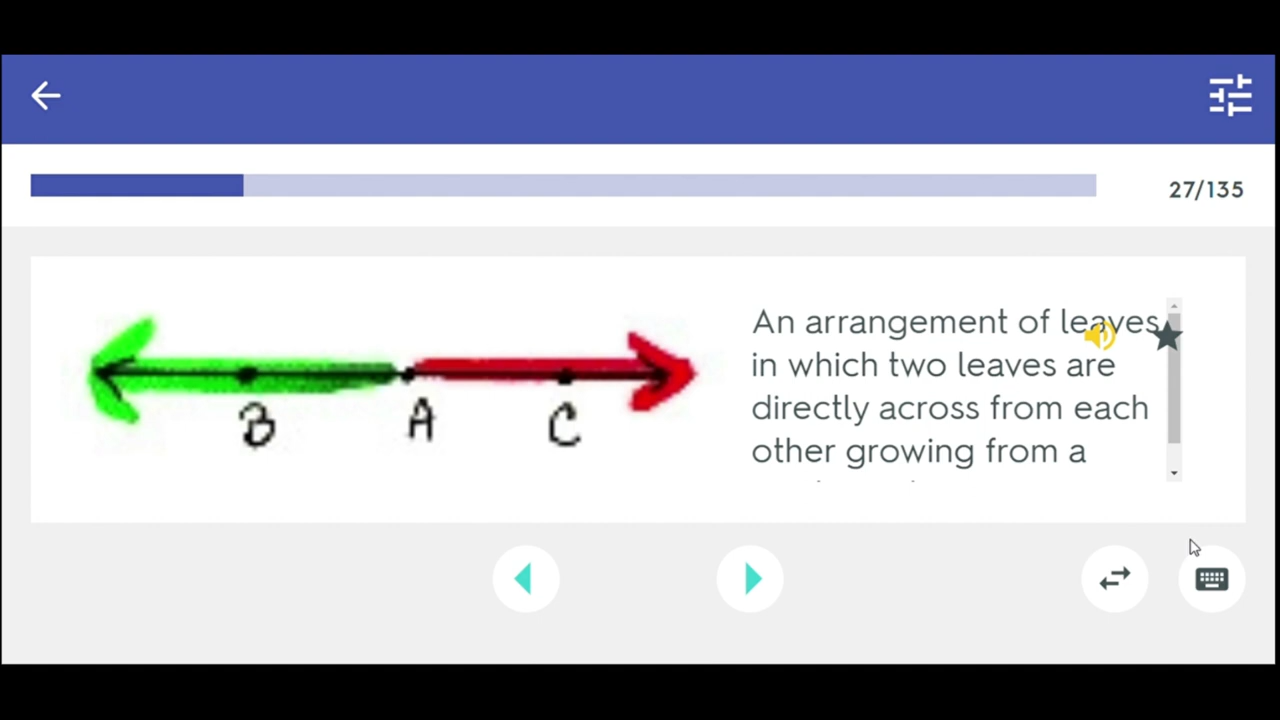 27/135
An arrangement of leaves
in which two leaves are
directly across from each
other growing from a
B A C